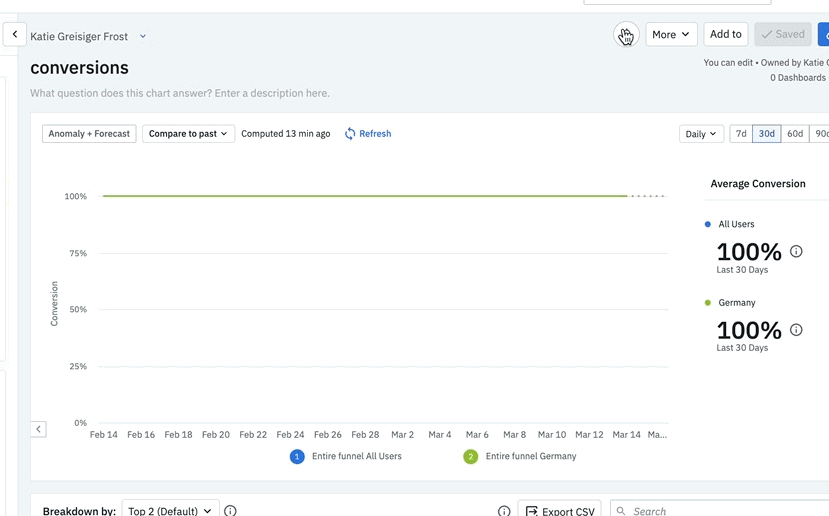 Katie Greisiger Frost
More
Add to
Saved
conversions
You can edit • Owned by Katie
0 Dashboards
What question does this chart answer? Enter a description here.
Anomaly + Forecast
Compare to past
Computed 13 min ago
Refresh
Daily
7d
30d
60d
Average Conversion
All Users
100%
Last 30 Days
Germany
100%
Last 30 Days
Conversion
100%
75%
50%
25%
0%
Feb 14 Feb 16 Feb 18 Feb 20 Feb 22 Feb 24 Feb 26 Feb 28 Mar 2 Mar 4 Mar 6 Mar 8 Mar 10 Mar 12 Mar 14 Ma...
1 Entire funnel All Users
2 Entire funnel Germany
Breakdown by:
Top 2 (Default)
Export CSV
Search